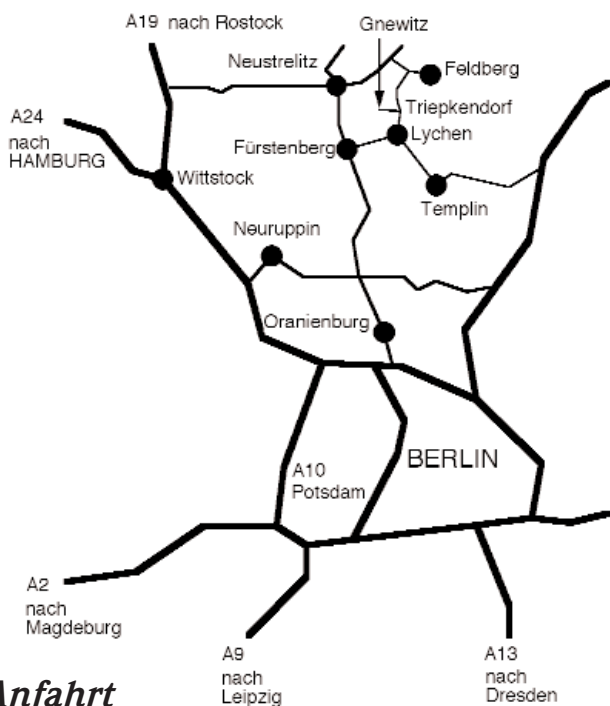 A19 nach Rostock
Gnewitz
Neustrelitz
Feldberg
A24
nach
HAMBURG
Triepkendorf
Lychen
Fürstenberg
Wittstock
Templin
Neuruppin
Oranienburg
BERLIN
A10
Potsdam
A2
nach
Magdeburg
A9
nach
Leipzig
A13
nach
Dresden
Anfahrt